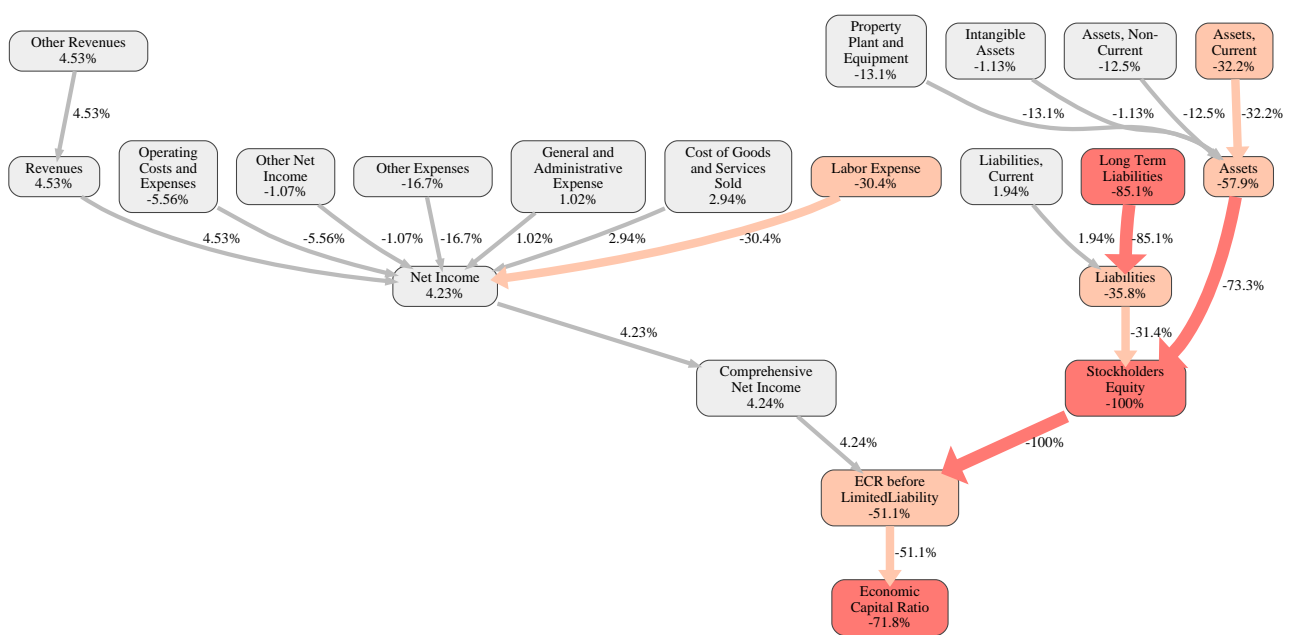 Other Revenues
4.53%
Property
Plant and
Equipment
-13.1%
Intangible
Assets
-1.13%
Assets, Non-
Current
-12.5%
Assets,
Current
-32.2%
4.53%
-13.1%
-1.13%
-12.5%
-32.2%
Revenues
4.53%
Operating
Costs and
Expenses
-5.56%
Other Net
Income
-1.07%
Other Expenses
-16.7%
General and
Administrative
Expense
1.02%
Cost of Goods
and Services
Sold
2.94%
Labor Expense
-30.4%
Liabilities,
Current
1.94%
Long Term
Liabilities
-85.1%
Assets
-57.9%
4.53%
-5.56%
-1.07%
-16.7%
1.02%
2.94%
-30.4%
1.94%
-85.1%
-73.3%
Net Income
4.23%
Liabilities
-35.8%
4.23%
-31.4%
Comprehensive
Net Income
4.24%
Stockholders
Equity
-100%
4.24%
-100%
ECR before
LimitedLiability
-51.1%
-51.1%
Economic
Capital Ratio
-71.8%